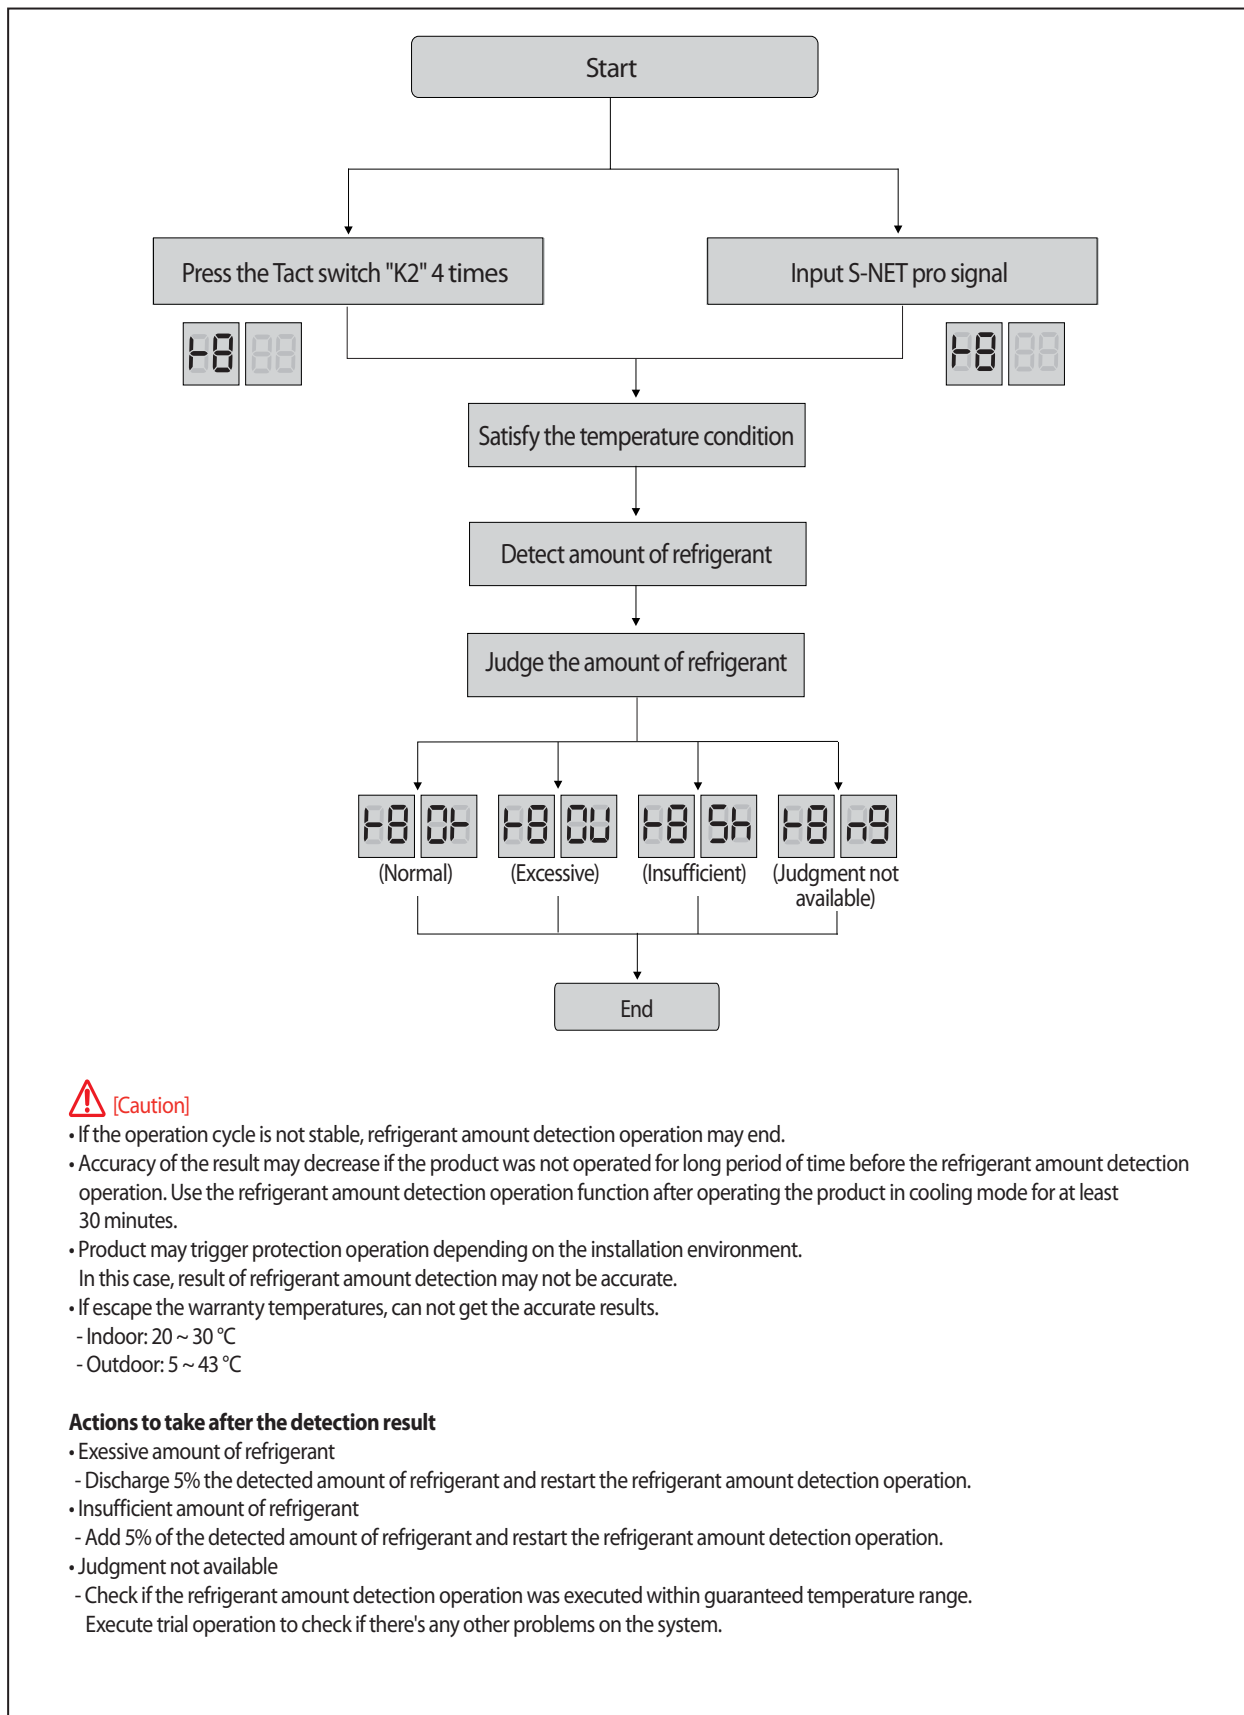 Start
Press the Tact switch "K2" 4 times
Input S-NET pro signal
Satisfy the temperature condition
Detect amount of refrigerant
Judge the amount of refrigerant
(Normal)
(Excessive)
(Insufficient)
(Judgment not
available)
End
[Caution]
• If the operation cycle is not stable, refrigerant amount detection operation may end.
• Accuracy of the result may decrease if the product was not operated for long period of time before the refrigerant amount detection
operation. Use the refrigerant amount detection operation function after operating the product in cooling mode for at least
30 minutes.
• Product may trigger protection operation depending on the installation environment.
In this case, result of refrigerant amount detection may not be accurate.
• If escape the warranty temperatures, can not get the accurate results.
- Indoor: 20 ~ 30 °C
- Outdoor: 5 ~ 43 °C
Actions to take after the detection result
• Exessive amount of refrigerant
- Discharge 5% the detected amount of refrigerant and restart the refrigerant amount detection operation.
• Insufficient amount of refrigerant
- Add 5% of the detected amount of refrigerant and restart the refrigerant amount detection operation.
• Judgment not available
- Check if the refrigerant amount detection operation was executed within guaranteed temperature range.
Execute trial operation to check if there's any other problems on the system.